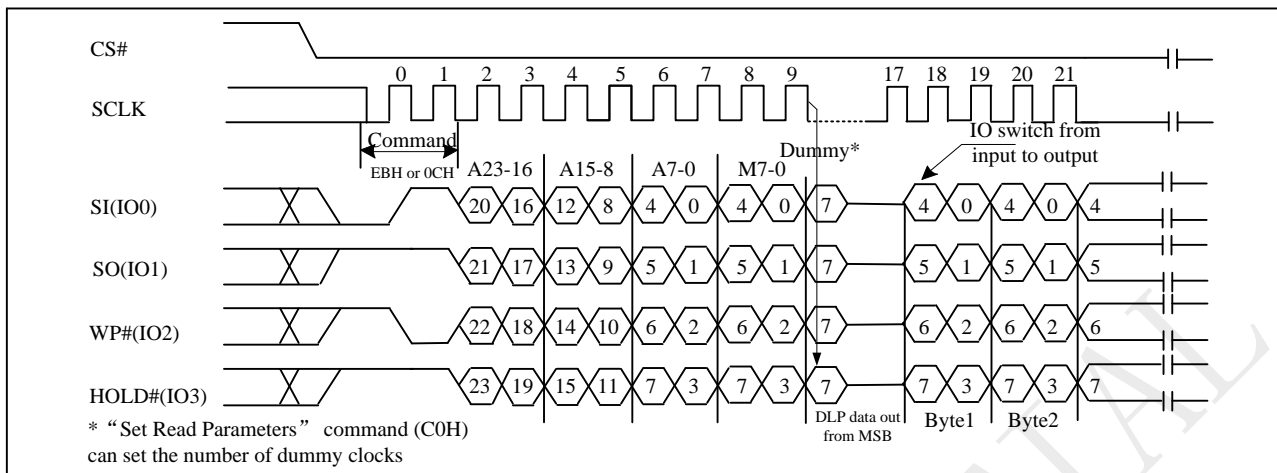 CS#
0 1 2 3 4 5 6 7 8 9 17 18 19 20 21
SCLK
Command
EBH or 0CH
A23-16 A15-8 A7-0 M7-0
Dummy*
IO switch from
input to output
SI(IO0) 20 16 12 8 4 0 4 0 7 4 0 4 0 4
SO(IO1) 21 17 13 9 5 1 5 1 7 5 1 5 1 5
WP#(IO2) 22 18 14 10 6 2 6 2 7 6 2 6 2 6
HOLD#(IO3) 23 19 15 11 7 3 7 3 7 7 3 7 3 7
DLP data out
from MSB
Byte1 Byte2
* “Set Read Parameters” command (C0H)
can set the number of dummy clocks